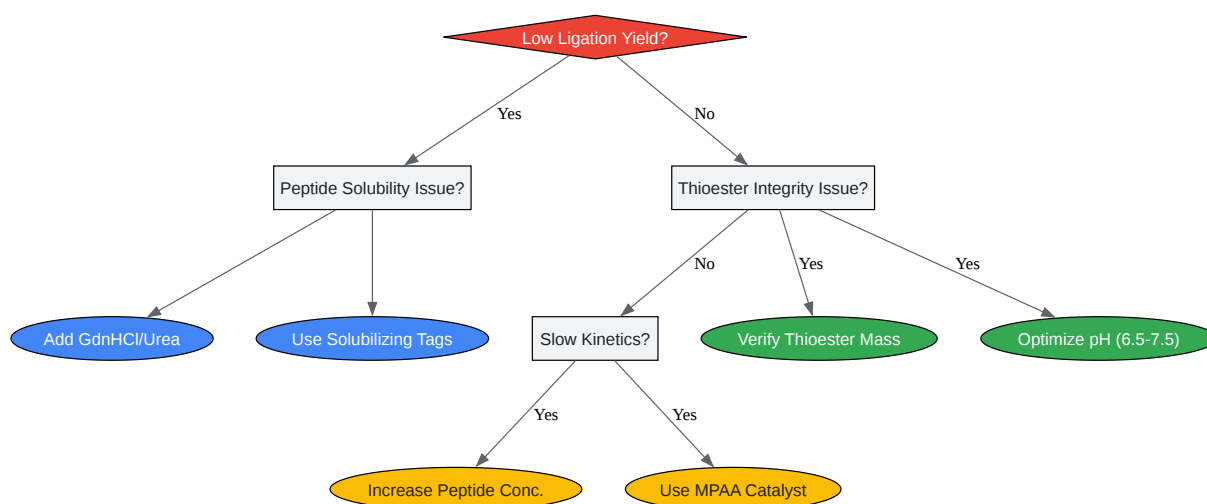 Low Ligation Yield?
Yes
No
Peptide Solubility Issue?
Thioester Integrity Issue?
No
Yes
Yes
Add GdnHCl/Urea
Use Solubilizing Tags
Slow Kinetics?
Verify Thioester Mass
Optimize pH (6.5-7.5)
Yes
Yes
Increase Peptide Conc.
Use MPAA Catalyst